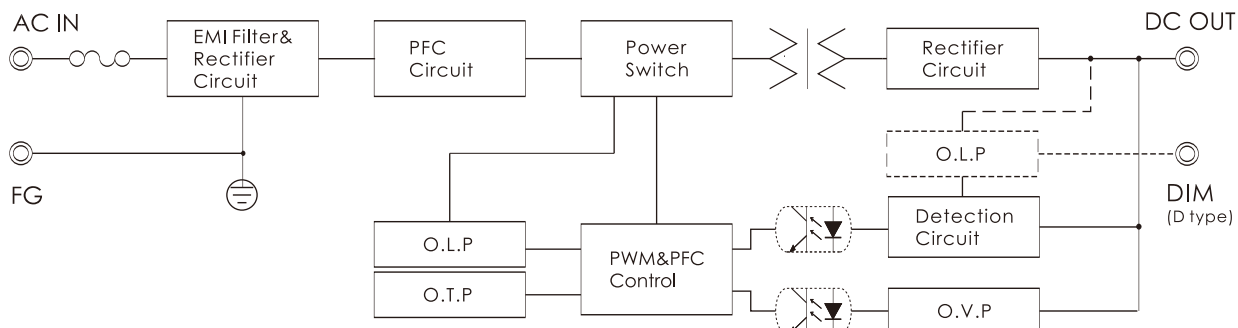 AC IN
EMI Filter&
Rectifier
Circuit
PFC
Circuit
Power
Switch
Rectifier
Circuit
DC OUT
FG
O.L.P
DIM
(D type)
O.L.P
O.T.P
PWM&PFC
Control
Detection
Circuit
O.V.P